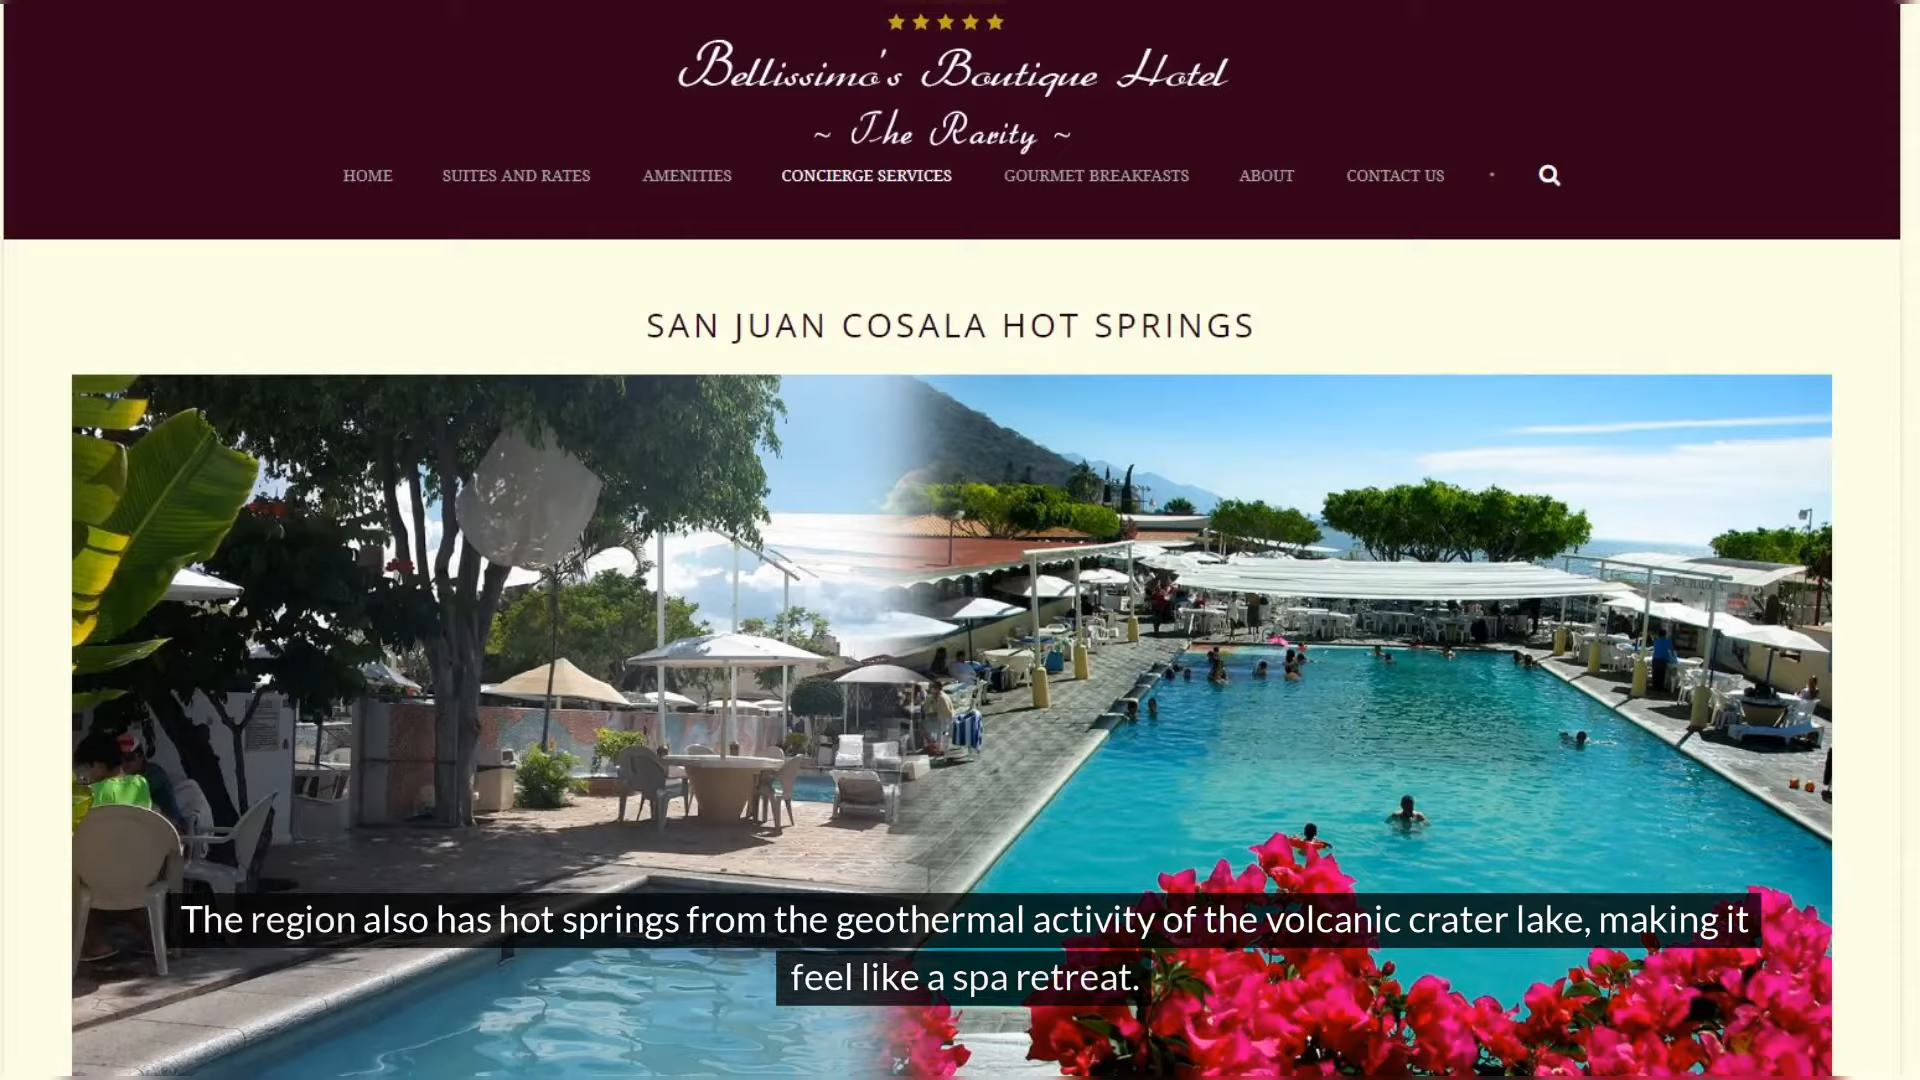 Bellissimo's Boutique Hotel
~ The Rarity ~
HOME SUITES AND RATES AMENITIES CONCIERGE SERVICES GOURMET BREAKFASTS ABOUT CONTACT US
SAN JUAN COSALA HOT SPRINGS
The region also has hot springs from the geothermal activity of the volcanic crater lake, making it
feel like a spa retreat.